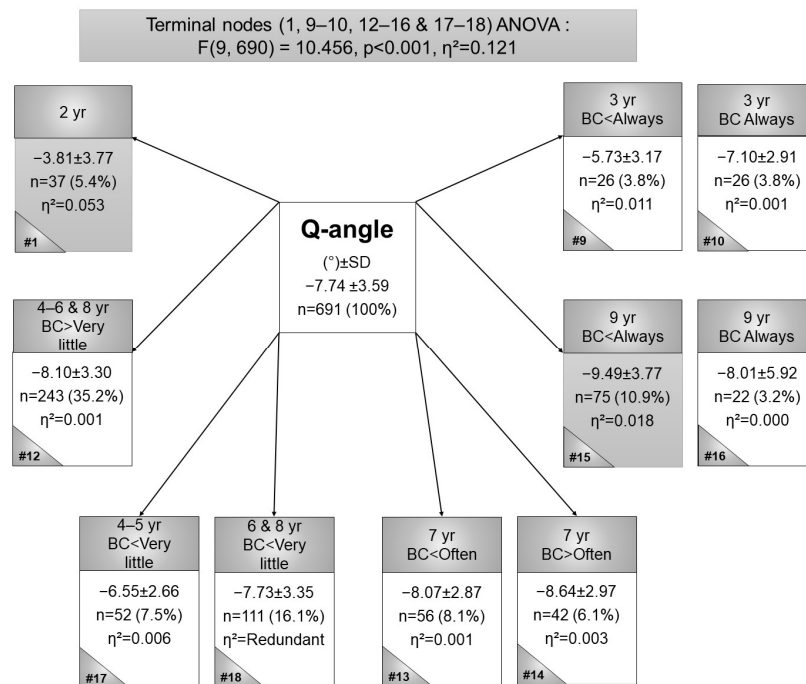 Terminal nodes (1, 9–10, 12–16 & 17–18) ANOVA :
F(9, 690) = 10.456, p<0.001, η²=0.121
2 yr
−3.81±3.77
n=37 (5.4%)
η²=0.053
#1
3 yr
BC<Always
−5.73±3.17
n=26 (3.8%)
η²=0.011
#9
3 yr
BC Always
−7.10±2.91
n=26 (3.8%)
η²=0.001
#10
Q-angle
(°)±SD
−7.74 ±3.59
n=691 (100%)
4–6 & 8 yr
BC>Very
little
−8.10±3.30
n=243 (35.2%)
η²=0.001
#12
9 yr
BC<Always
−9.49±3.77
n=75 (10.9%)
η²=0.018
#15
9 yr
BC Always
−8.01±5.92
n=22 (3.2%)
η²=0.000
#16
4–5 yr
BC<Very
little
−6.55±2.66
n=52 (7.5%)
η²=0.006
#17
6 & 8 yr
BC<Very
little
−7.73±3.35
n=111 (16.1%)
η²=Redundant
#18
7 yr
BC<Often
−8.07±2.87
n=56 (8.1%)
η²=0.001
#13
7 yr
BC>Often
−8.64±2.97
n=42 (6.1%)
η²=0.003
#14